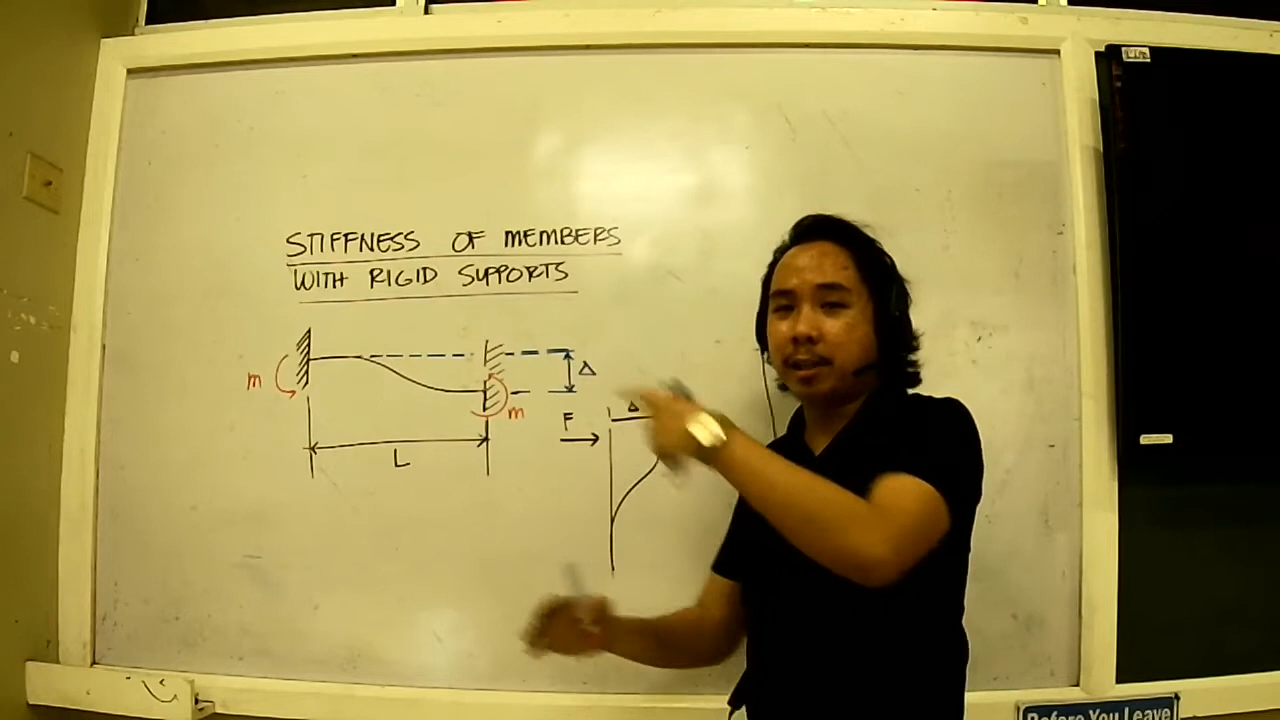 STIFFNESS OF MEMBERS
WITH RIGID SUPPORTS
m
Δ
m
L
F
Δ
Before You Leave